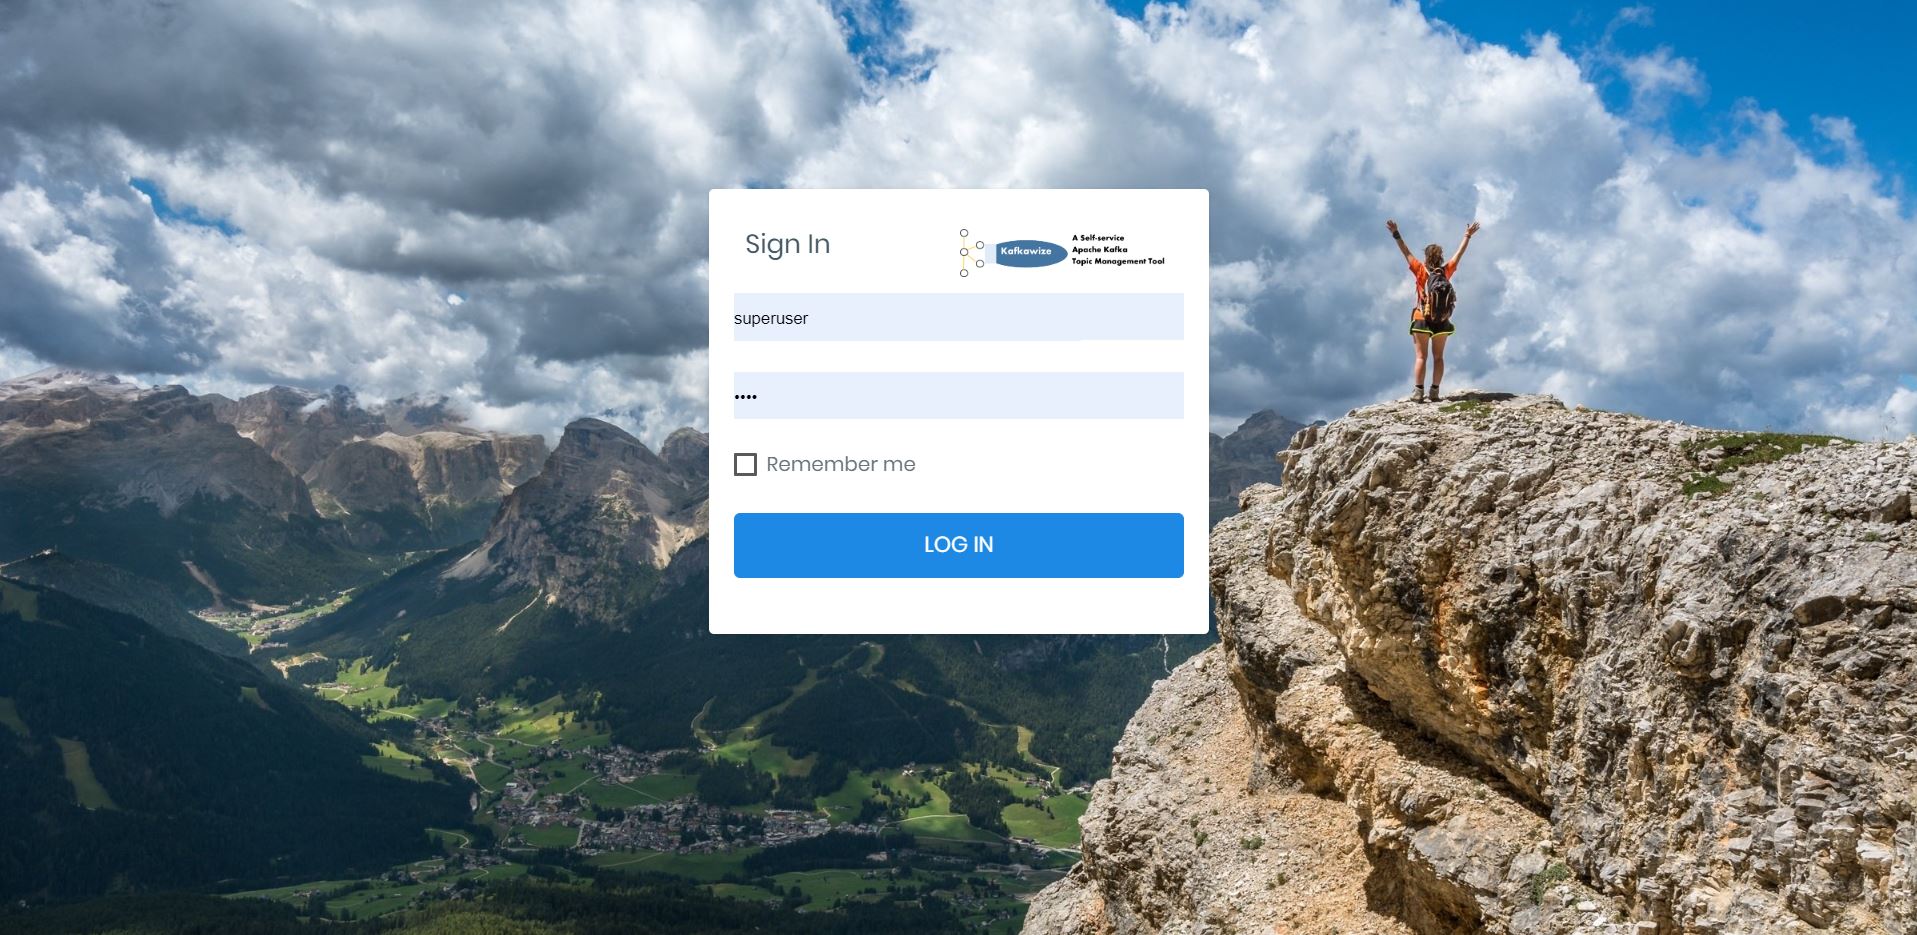 Sign In
Kafkawize
A Self-service
Apache Kafka
Topic Management Tool
superuser
••••
Remember me
LOG IN